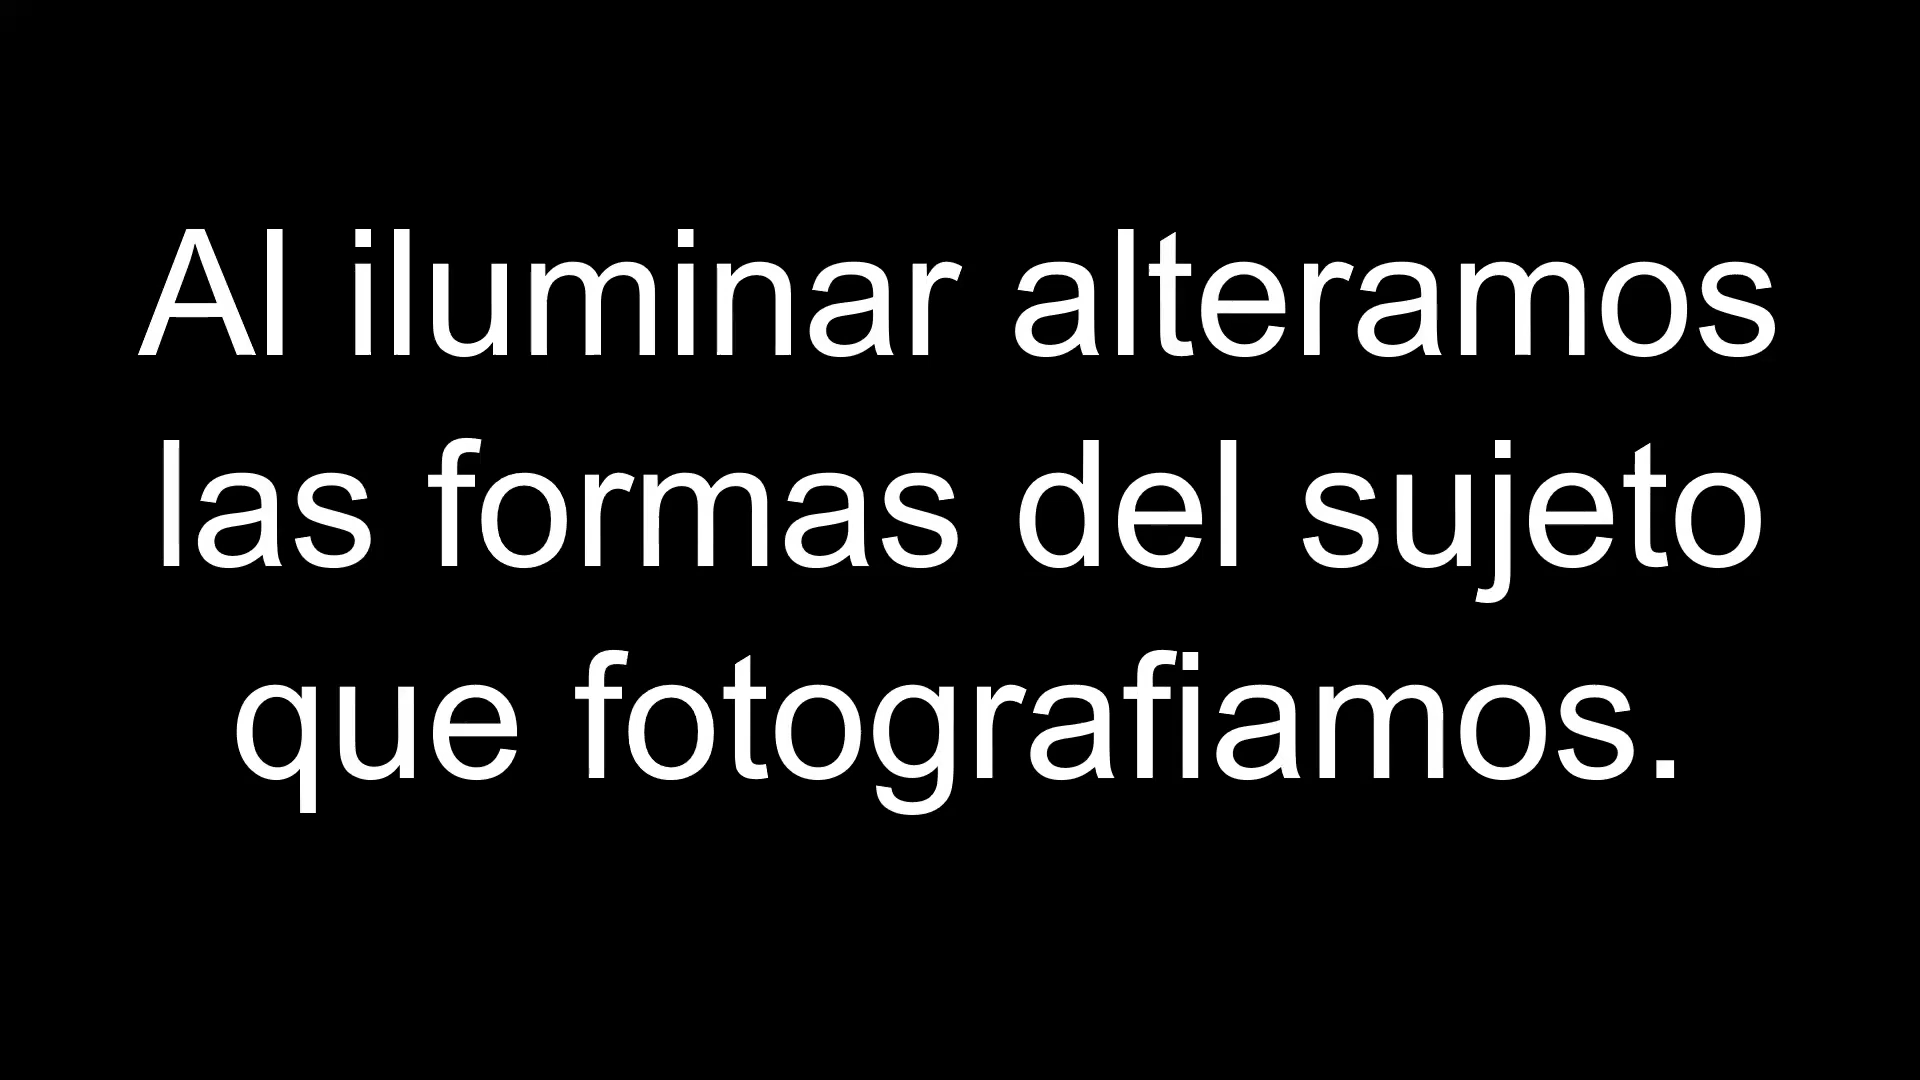 Al iluminar alteramos
las formas del sujeto
que fotografiamos.